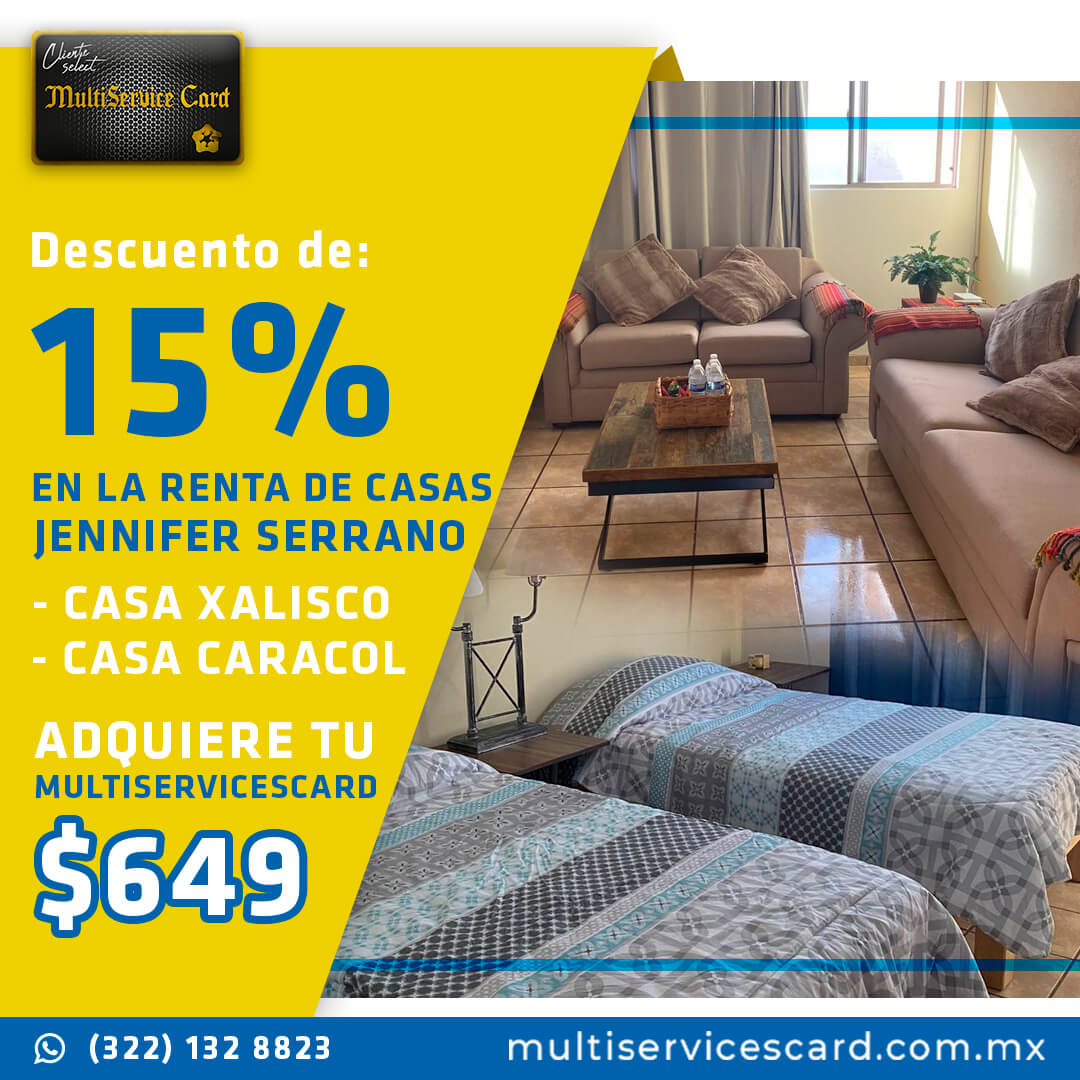 Cliente
select
MultiService Card
Descuento de:
15%
EN LA RENTA DE CASAS
JENNIFER SERRANO
- CASA XALISCO
- CASA CARACOL
ADQUIERE TU
MULTISERVICESCARD
$649
(322) 132 8823
multiservicescard.com.mx